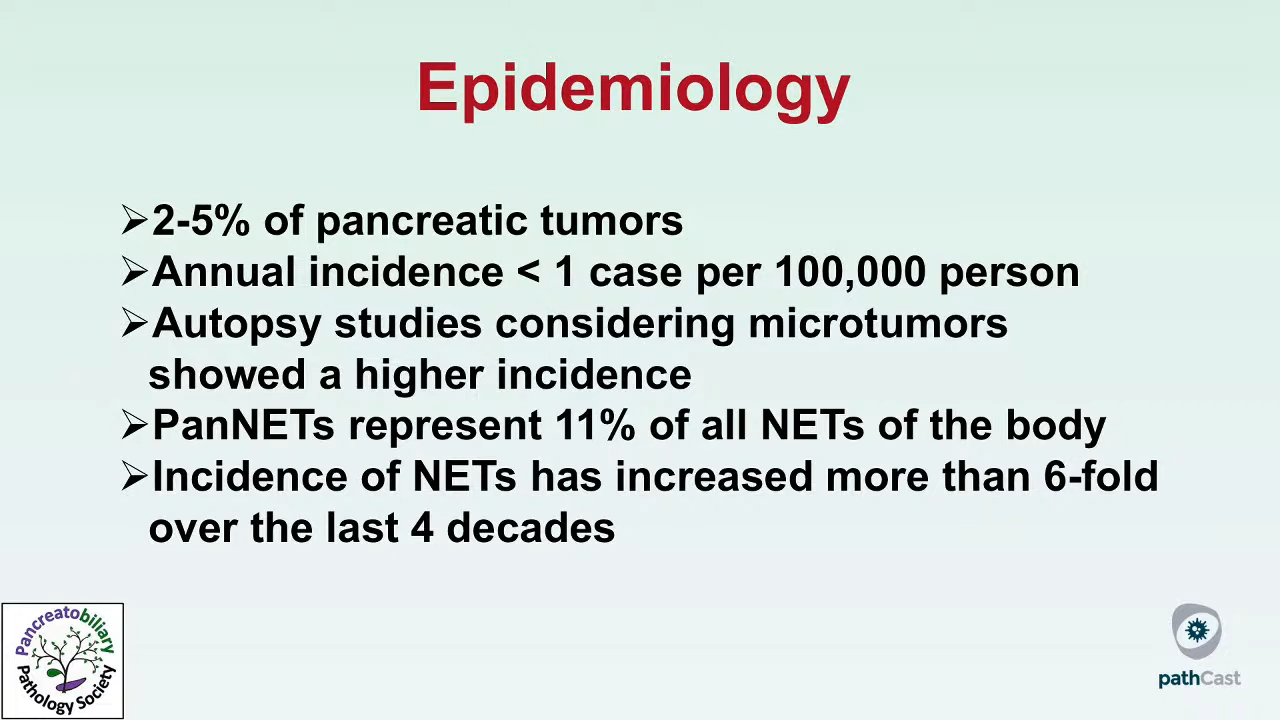 Epidemiology
➢2-5% of pancreatic tumors
➢Annual incidence < 1 case per 100,000 person
➢Autopsy studies considering microtumors
showed a higher incidence
➢PanNETs represent 11% of all NETs of the body
➢Incidence of NETs has increased more than 6-fold
over the last 4 decades
Pancreatobiliary
Pathology Society
pathCast